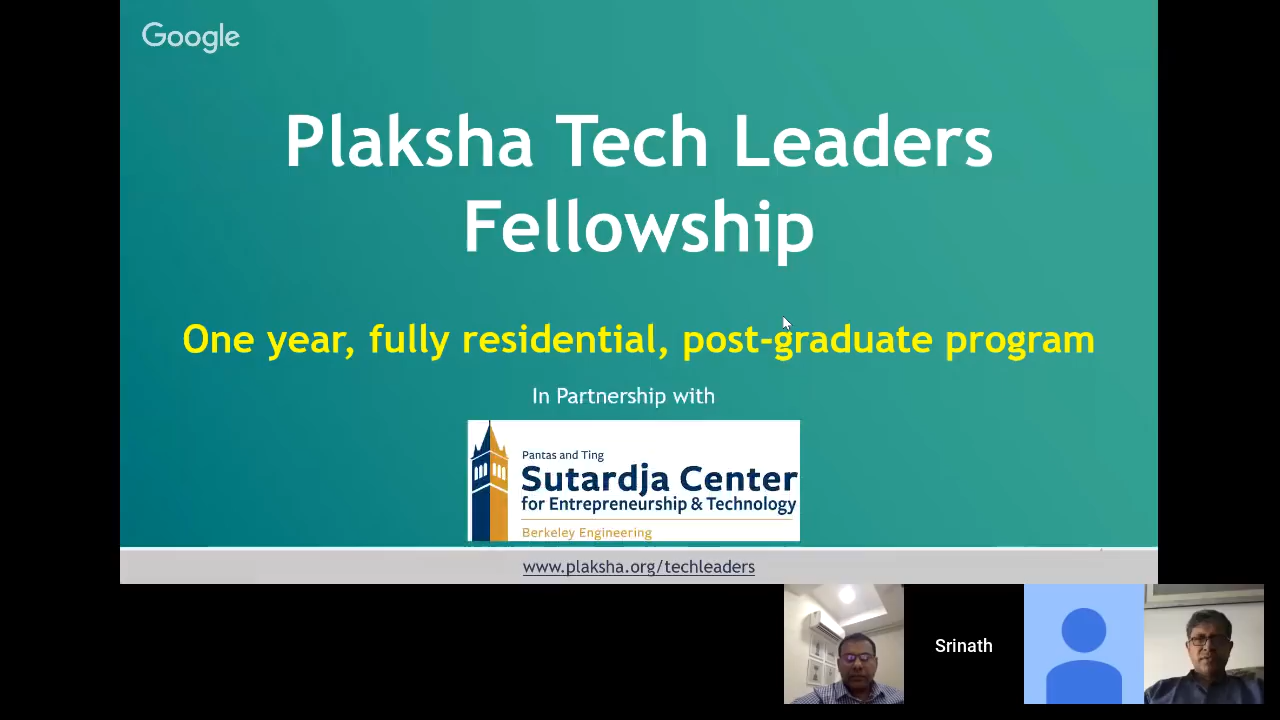 Google
Plaksha Tech Leaders
Fellowship
One year, fully residential, post-graduate program
In Partnership with
Pantas and Ting
Sutardja Center
for Entrepreneurship & Technology
Berkeley Engineering
www.plaksha.org/techleaders
Srinath